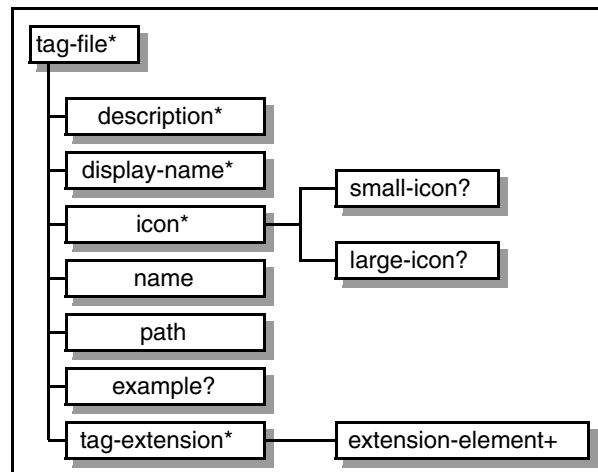 tag-file*
description*
display-name*
small-icon?
icon*
large-icon?
name
path
example?
tag-extension*
extension-element+